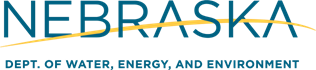 NEBRASKA
DEPT. OF WATER, ENERGY, AND ENVIRONMENT